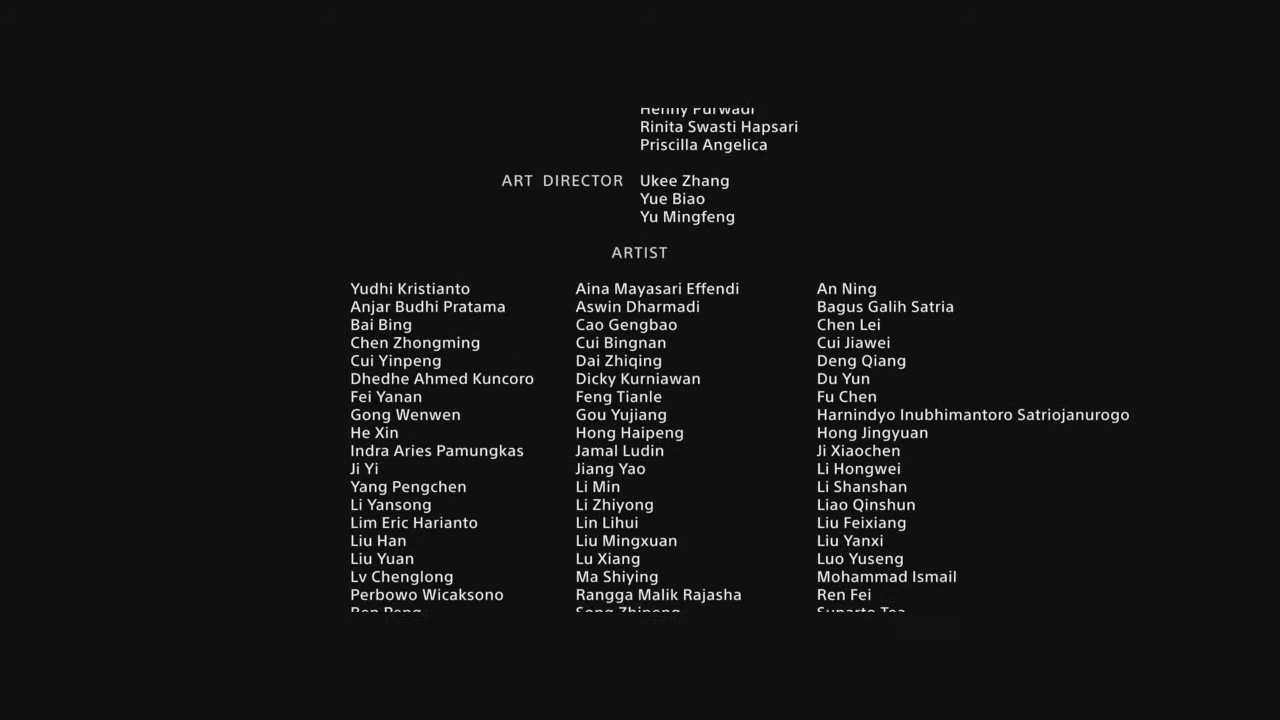 Henny Purwadi
Rinita Swasti Hapsari
Priscilla Angelica
ART DIRECTOR Ukee Zhang
Yue Biao
Yu Mingfeng
ARTIST
Yudhi Kristianto Aina Mayasari Effendi An Ning
Anjar Budhi Pratama Aswin Dharmadi Bagus Galih Satria
Bai Bing Cao Gengbao Chen Lei
Chen Zhongming Cui Bingnan Cui Jiawei
Cui Yinpeng Dai Zhiqing Deng Qiang
Dhedhe Ahmed Kuncoro Dicky Kurniawan Du Yun
Fei Yanan Feng Tianle Fu Chen
Gong Wenwen Gou Yujiang Harnindyo Inubhimantoro Satriojanurogo
He Xin Hong Haipeng Hong Jingyuan
Indra Aries Pamungkas Jamal Ludin Ji Xiaochen
Ji Yi Jiang Yao Li Hongwei
Yang Pengchen Li Min Li Shanshan
Li Yansong Li Zhiyong Liao Qinshun
Lim Eric Harianto Lin Lihui Liu Feixiang
Liu Han Liu Mingxuan Liu Yanxi
Liu Yuan Lu Xiang Luo Yuseng
Lv Chenglong Ma Shiying Mohammad Ismail
Perbowo Wicaksono Rangga Malik Rajasha Ren Fei